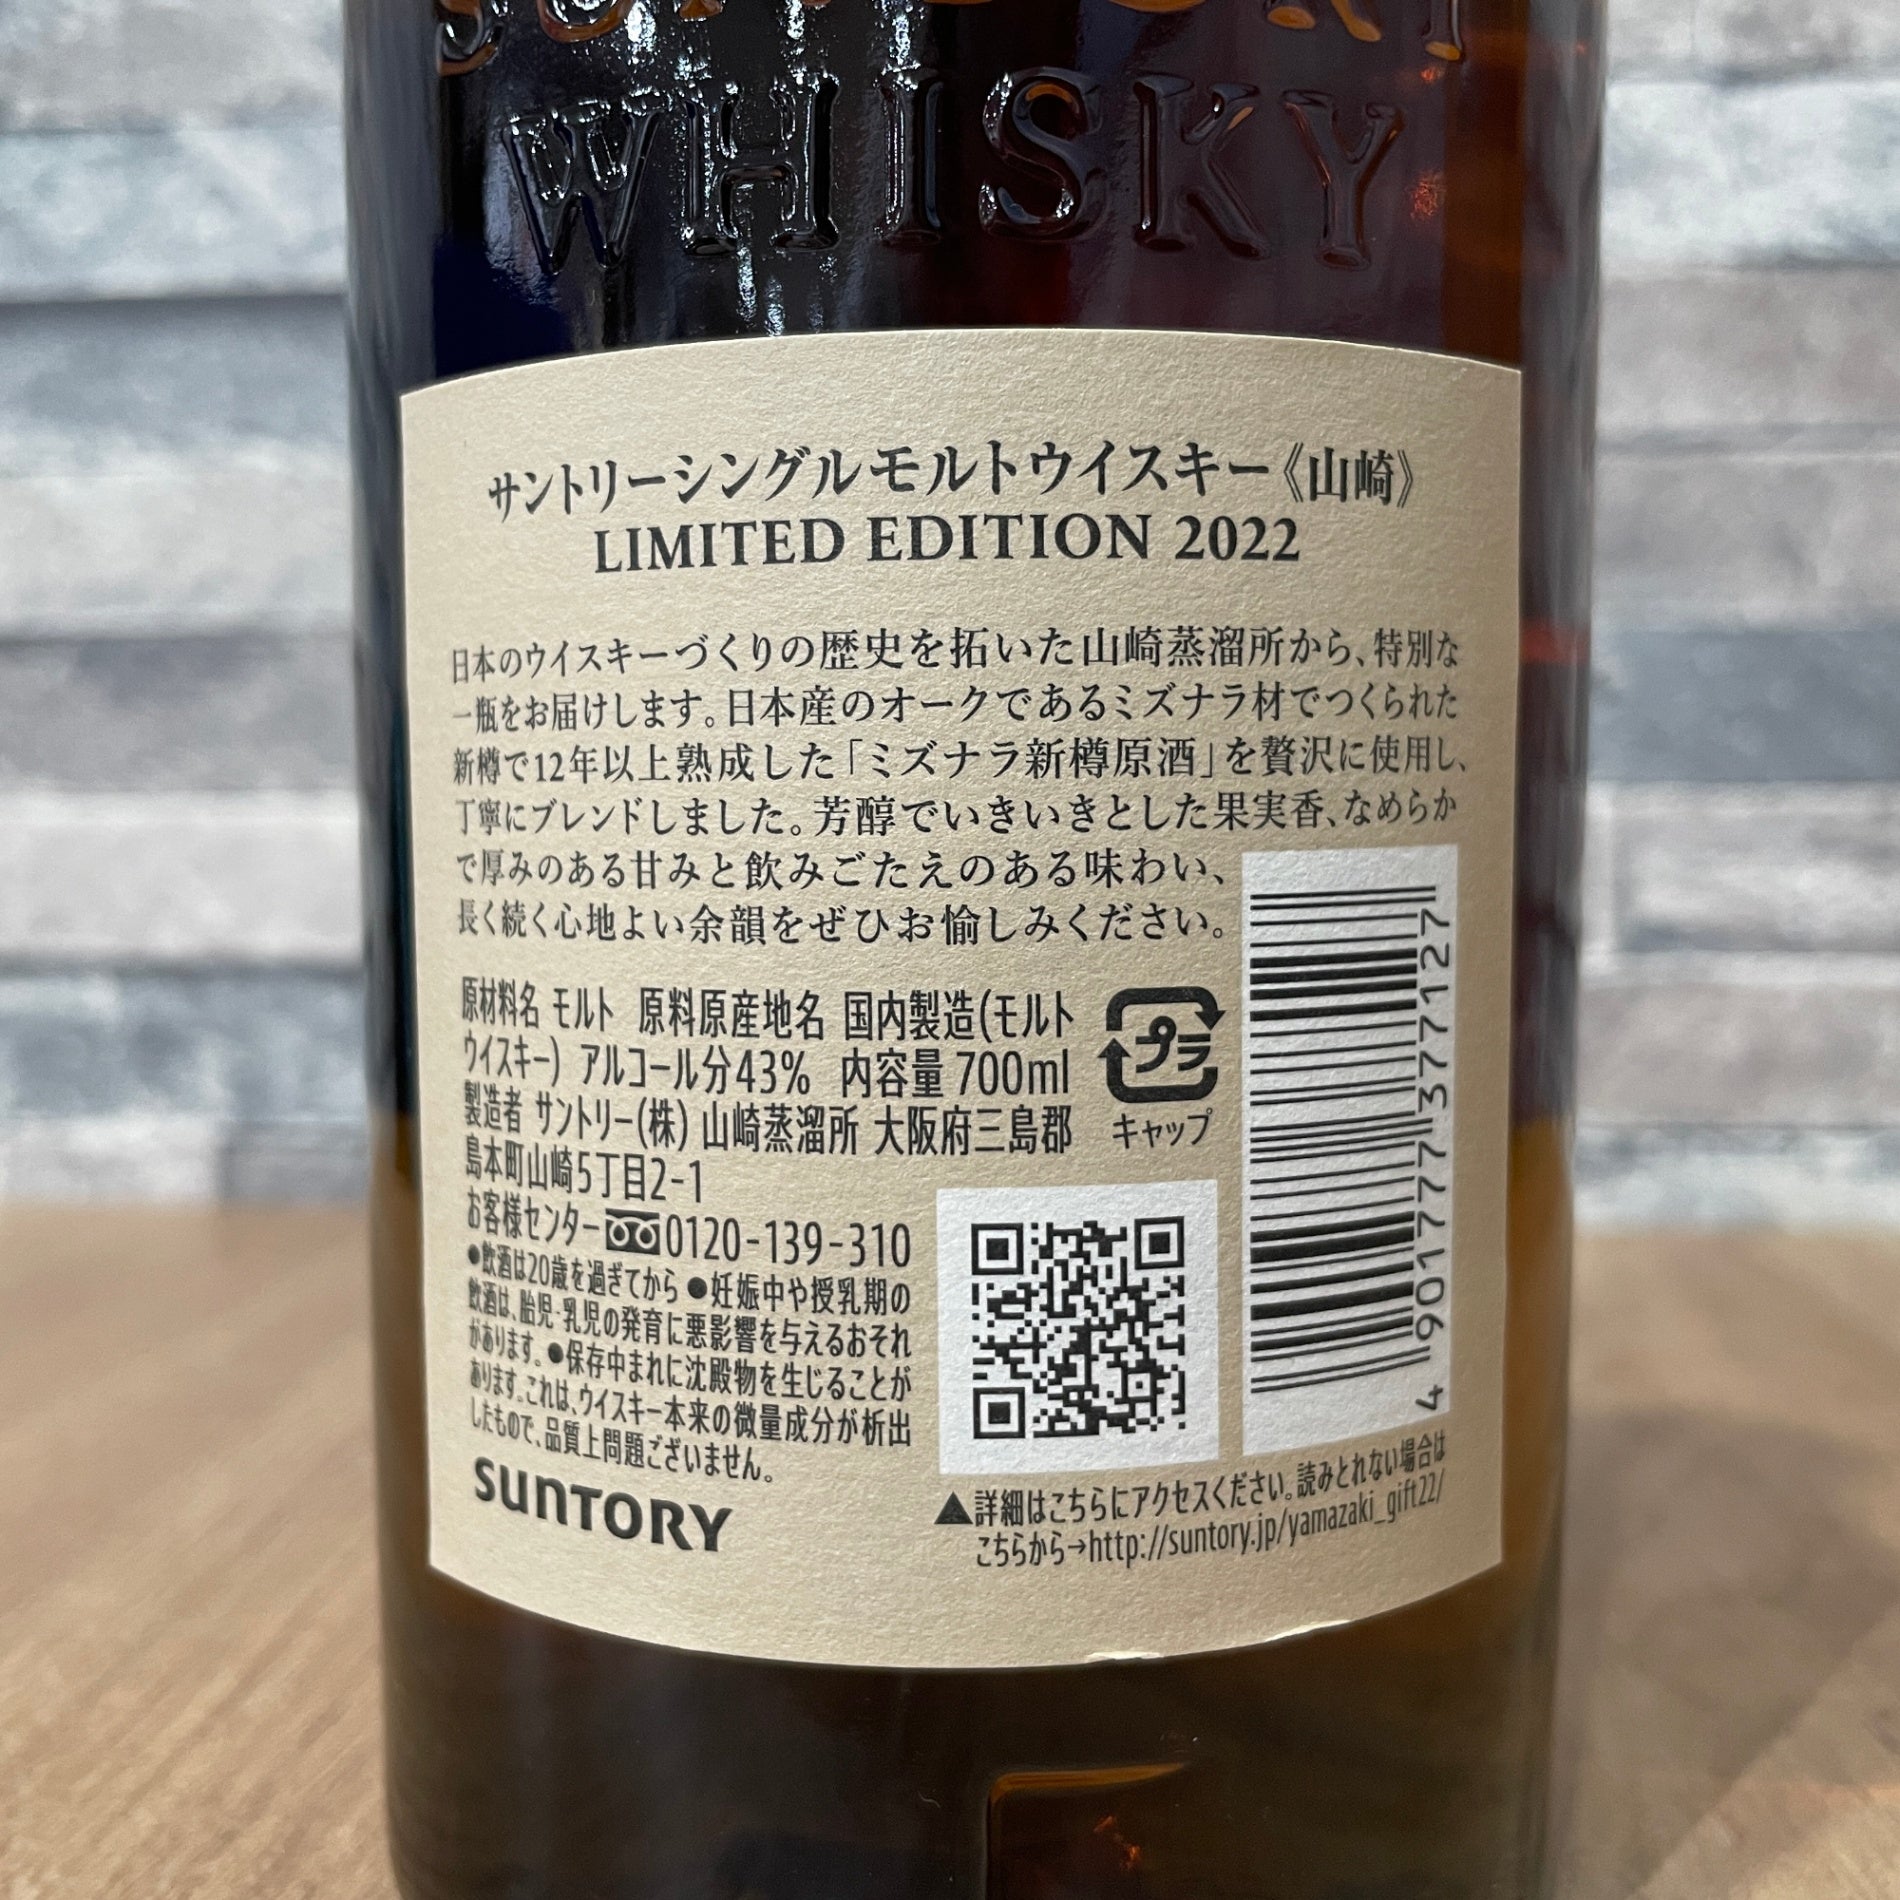 SUNTORY
WHISKY
サントリーシングルモルトウイスキー《山崎》
LIMITED EDITION 2022
日本のウイスキーづくりの歴史を拓いた山崎蒸溜所から、特別な
一瓶をお届けします。日本産のオークであるミズナラ材でつくられた
新樽で12年以上熟成した「ミズナラ新樽原酒」を贅沢に使用し、
丁寧にブレンドしました。芳醇でいきいきとした果実香、なめらか
で厚みのある甘みと飲みごたえのある味わい、
長く続く心地よい余韻をぜひお愉しみください。
原材料名 モルト 原料原産地名 国内製造(モルト
ウイスキー) アルコール分43% 内容量 700ml
製造者 サントリー(株) 山崎蒸溜所 大阪府三島郡
島本町山崎5丁目2-1
お客様センター 0120-139-310
●飲酒は20歳を過ぎてから ●妊娠中や授乳期の
飲酒は、胎児・乳児の発育に悪影響を与えるおそれ
があります。●保存中まれに沈殿物を生じることが
あります。これは、ウイスキー本来の微量成分が析出
したもので、品質上問題ございません。
SUNTORY
プラ
キャップ
4 901777 377127
▲詳細はこちらにアクセスください。読みとれない場合は
こちらから→http://suntory.jp/yamazaki_gift22/